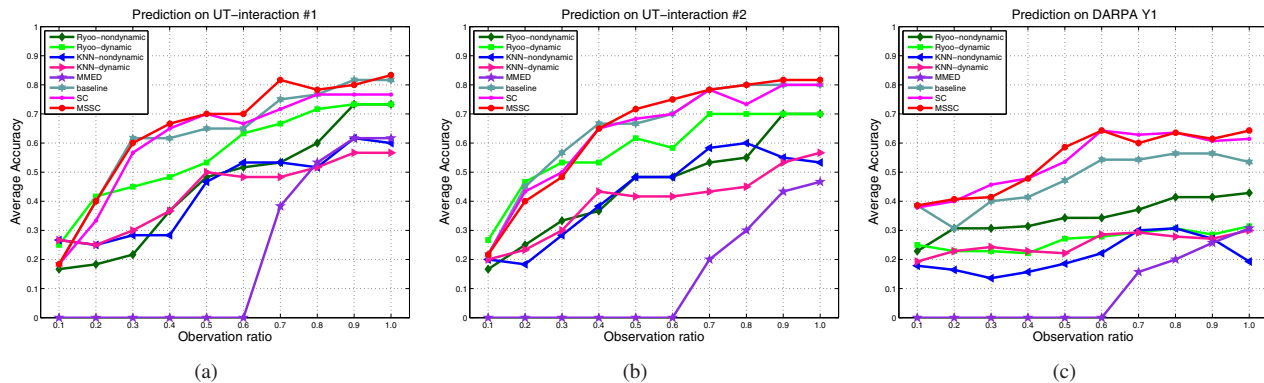 Prediction on UT−interaction #1
Ryoo−nondynamic
Ryoo−dynamic
KNN−nondynamic
KNN−dynamic
MMED
baseline
SC
MSSC
Average Accuracy
1
0.9
0.8
0.7
0.6
0.5
0.4
0.3
0.2
0.1
0
0.1 0.2 0.3 0.4 0.5 0.6 0.7 0.8 0.9 1.0
Obervation ratio
(a)
Prediction on UT−interaction #2
Ryoo−nondynamic
Ryoo−dynamic
KNN−nondynamic
KNN−dynamic
MMED
baseline
SC
MSSC
Average Accuracy
1
0.9
0.8
0.7
0.6
0.5
0.4
0.3
0.2
0.1
0
0.1 0.2 0.3 0.4 0.5 0.6 0.7 0.8 0.9 1.0
Observation ratio
(b)
Prediction on DARPA Y1
Ryoo−nondynamic
Ryoo−dynamic
KNN−nondynamic
KNN−dynamic
MMED
baseline
SC
MSSC
Average Accuracy
1
0.9
0.8
0.7
0.6
0.5
0.4
0.3
0.2
0.1
0
0.1 0.2 0.3 0.4 0.5 0.6 0.7 0.8 0.9 1.0
Observation ratio
(c)